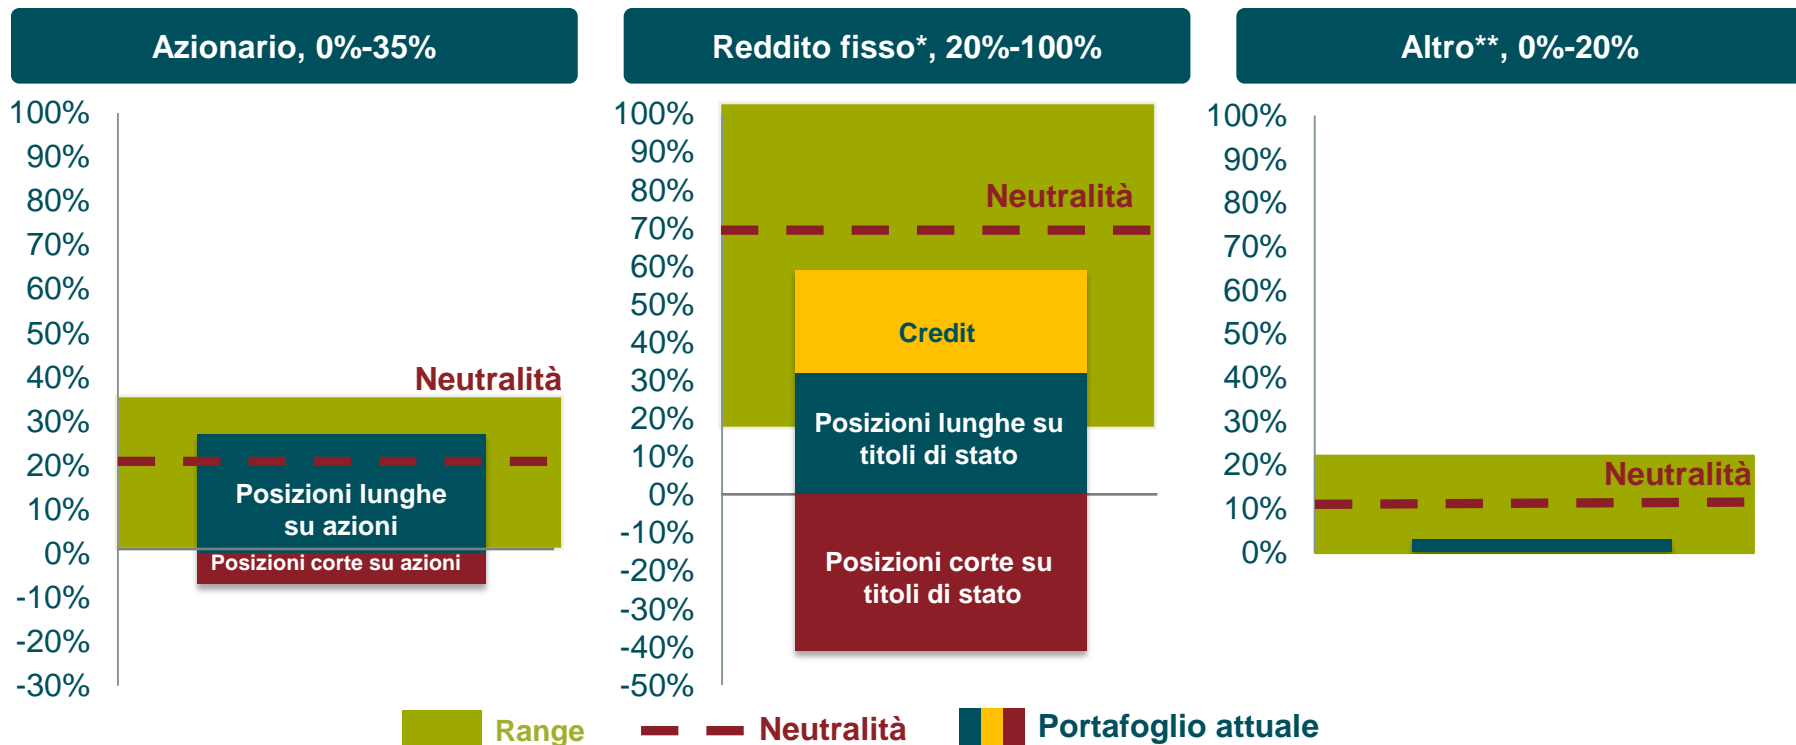 Azionario, 0%-35%
100%
90%
80%
70%
60%
50%
40%
30%
20%
10%
0%
-10%
-20%
-30%
Neutralità
Posizioni lunghe
su azioni
Posizioni corte su azioni
Reddito fisso*, 20%-100%
100%
90%
80%
70%
60%
50%
40%
30%
20%
10%
0%
-10%
-20%
-30%
-40%
-50%
Neutralità
Credit
Posizioni lunghe su
titoli di stato
Posizioni corte su
titoli di stato
Altro**, 0%-20%
100%
90%
80%
70%
60%
50%
40%
30%
20%
10%
0%
Neutralità
Range
Neutralità
Portafoglio attuale